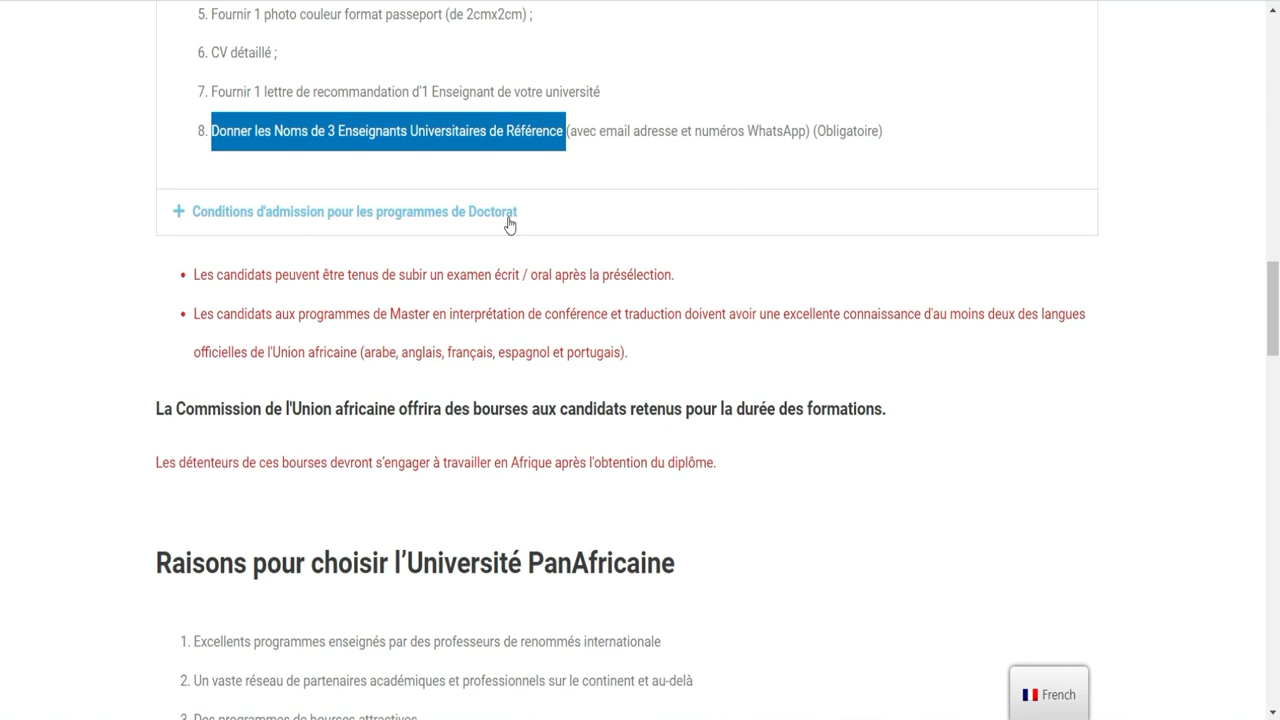 5. Fournir 1 photo couleur format passeport (de 2cmx2cm) ;
6. CV détaillé ;
7. Fournir 1 lettre de recommandation d'1 Enseignant de votre université
8. Donner les Noms de 3 Enseignants Universitaires de Référence (avec email adresse et numéros WhatsApp) (Obligatoire)
+ Conditions d'admission pour les programmes de Doctorat
• Les candidats peuvent être tenus de subir un examen écrit / oral après la présélection.
• Les candidats aux programmes de Master en interprétation de conférence et traduction doivent avoir une excellente connaissance d'au moins deux des langues
officielles de l'Union africaine (arabe, anglais, français, espagnol et portugais).
La Commission de l'Union africaine offrira des bourses aux candidats retenus pour la durée des formations.
Les détenteurs de ces bourses devront s’engager à travailler en Afrique après l'obtention du diplôme.
Raisons pour choisir l’Université PanAfricaine
1. Excellents programmes enseignés par des professeurs de renommés internationale
2. Un vaste réseau de partenaires académiques et professionnels sur le continent et au-delà
3. Des programmes de bourses attractives
French